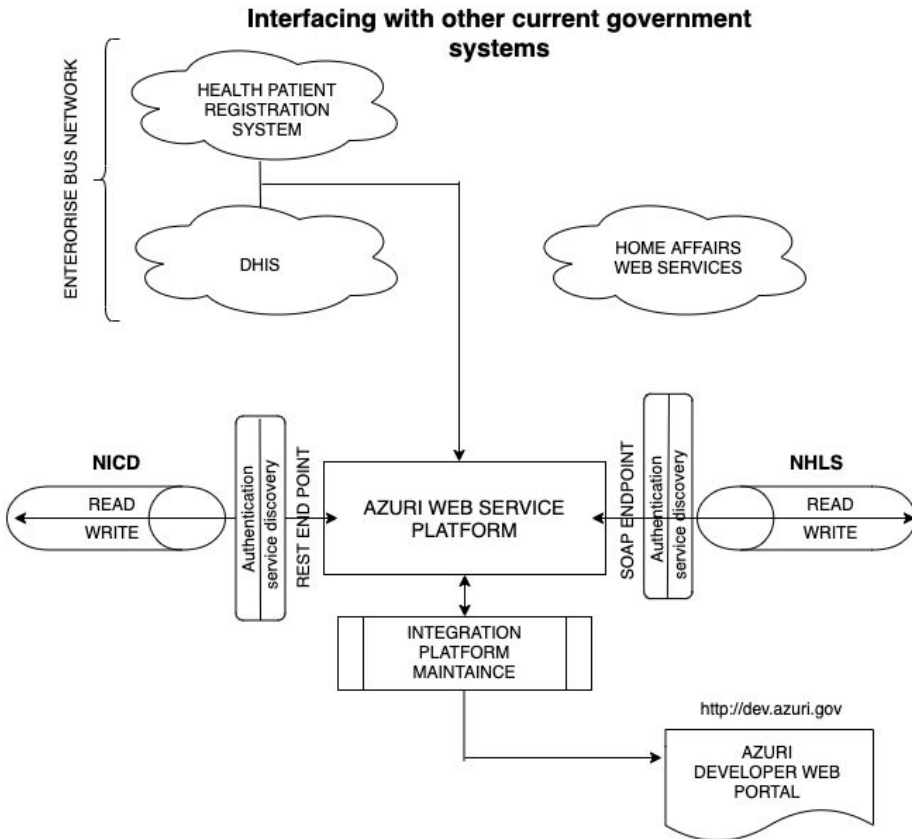 Interfacing with other current government
systems
ENTERORISE BUS NETWORK
HEALTH PATIENT
REGISTRATION
SYSTEM
DHIS
HOME AFFAIRS
WEB SERVICES
NICD
READ
WRITE
Authentication
service discovery
REST END POINT
AZURI WEB SERVICE
PLATFORM
SOAP ENDPOINT
Authentication
service discovery
NHLS
READ
WRITE
INTEGRATION
PLATFORM
MAINTAINCE
http://dev.azuri.gov
AZURI
DEVELOPER WEB
PORTAL